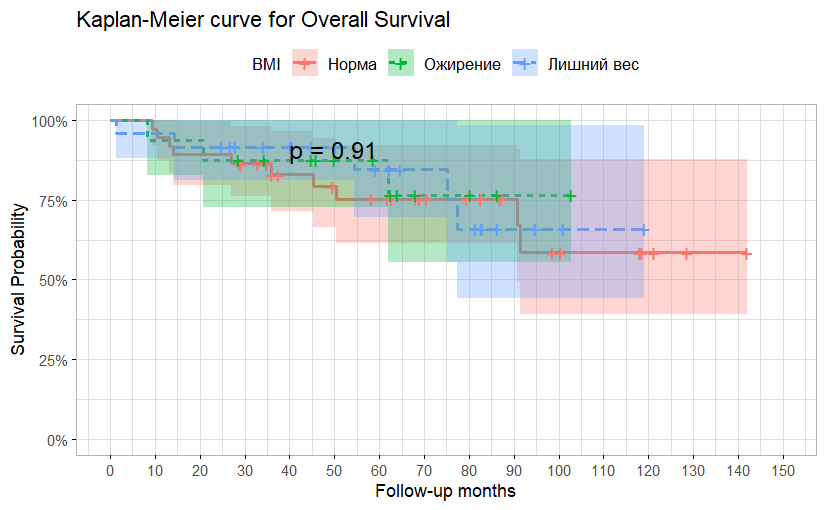 Kaplan-Meier curve for Overall Survival
BMI Норма Ожирение Лишний вес
100%
75%
50%
25%
0%
Survival Probability
p = 0.91
0 10 20 30 40 50 60 70 80 90 100 110 120 130 140 150
Follow-up months